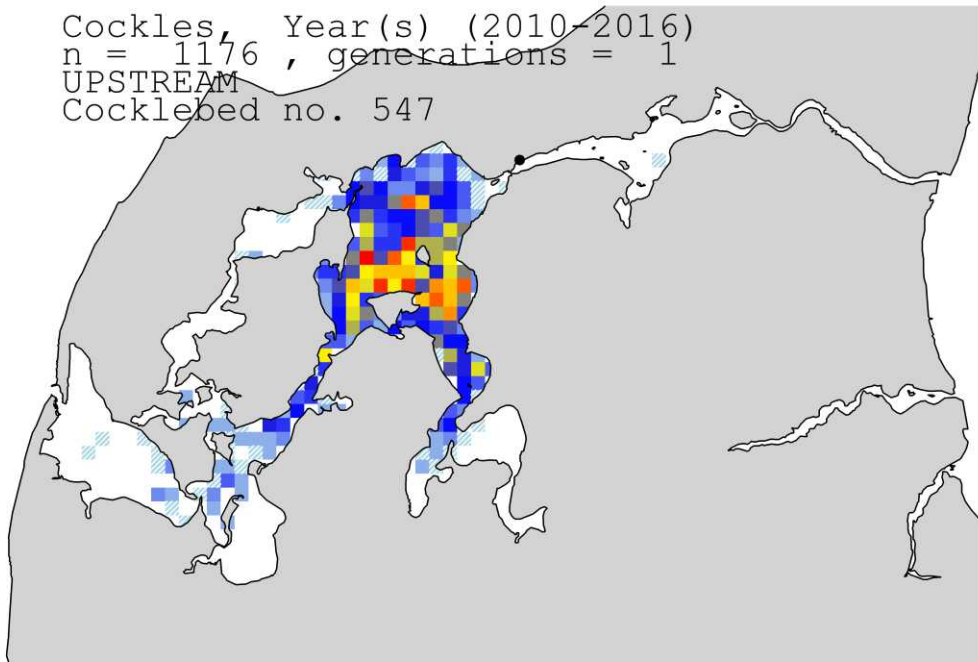 Cockles, Year(s) (2010-2016)
n = 1176 , generations = 1
UPSTREAM
Cocklebed no. 547